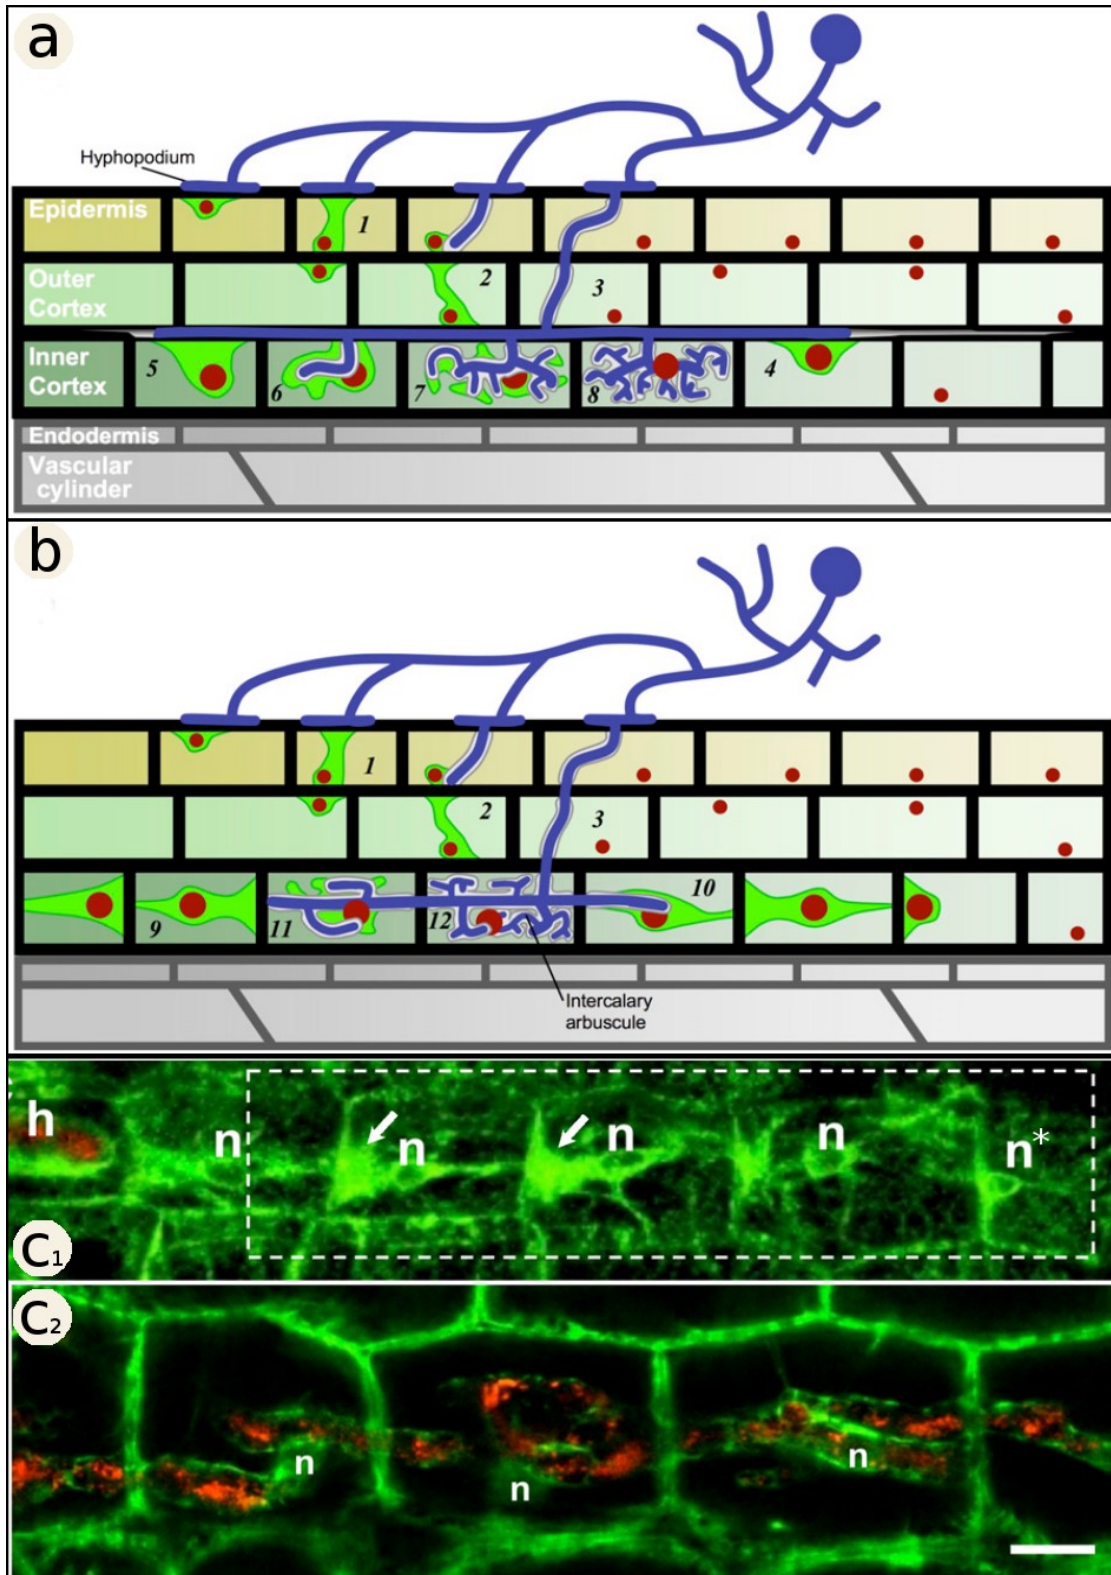 a
Hyphopodium
Epidermis
1
Outer
Cortex
2
3
Inner
Cortex
5
6
7
8
4
Endodermis
Vascular
cylinder
b
1
2
3
9
11
12
10
Intercalary
arbuscule
h
n
n
n
n
n*
C1
C2
n
n
n